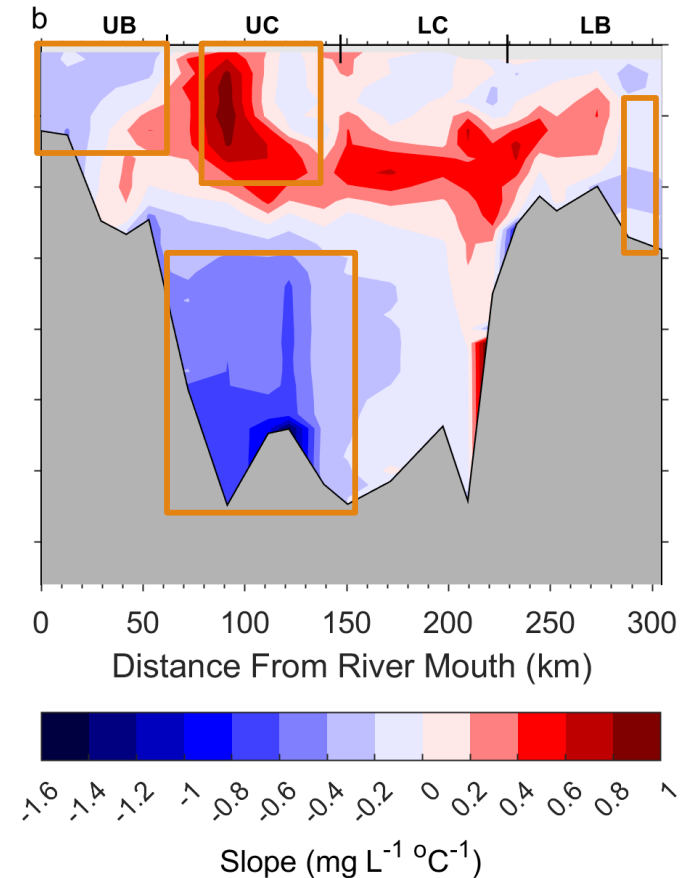 b
UB UC LC LB
0 50 100 150 200 250 300
Distance From River Mouth (km)
-1.6 -1.4 -1.2 -1 -0.8 -0.6 -0.4 -0.2 0 0.2 0.4 0.6 0.8 1
Slope (mg L⁻¹ ᵒC⁻¹)